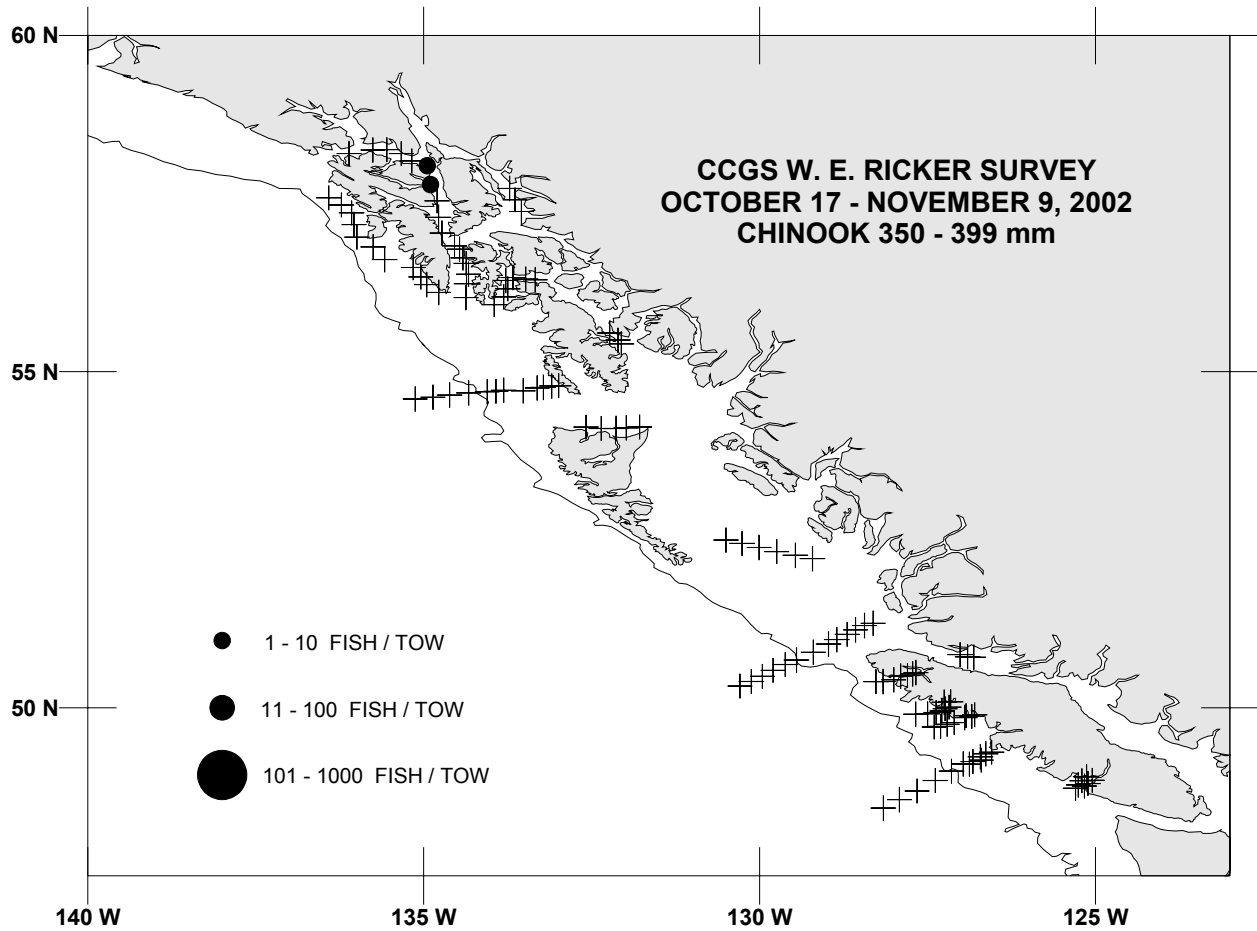 60 N
CCGS W. E. RICKER SURVEY
OCTOBER 17 - NOVEMBER 9, 2002
CHINOOK 350 - 399 mm
55 N
1 - 10 FISH / TOW
11 - 100 FISH / TOW
50 N
101 - 1000 FISH / TOW
140 W
135 W
130 W
125 W